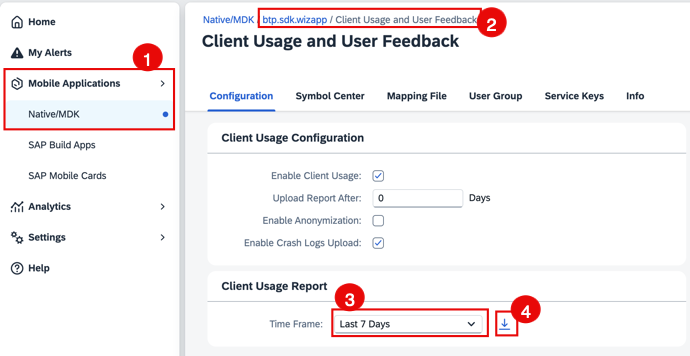 Home
My Alerts
1
Mobile Applications
Native/MDK
SAP Build Apps
SAP Mobile Cards
Analytics
Settings
Help
Native/MDK / btp.sdk.wizapp / Client Usage and User Feedback
2
Client Usage and User Feedback
Configuration Symbol Center Mapping File User Group Service Keys Info
Client Usage Configuration
Enable Client Usage:
Upload Report After: 0 Days
Enable Anonymization:
Enable Crash Logs Upload:
Client Usage Report
3
4
Time Frame: Last 7 Days